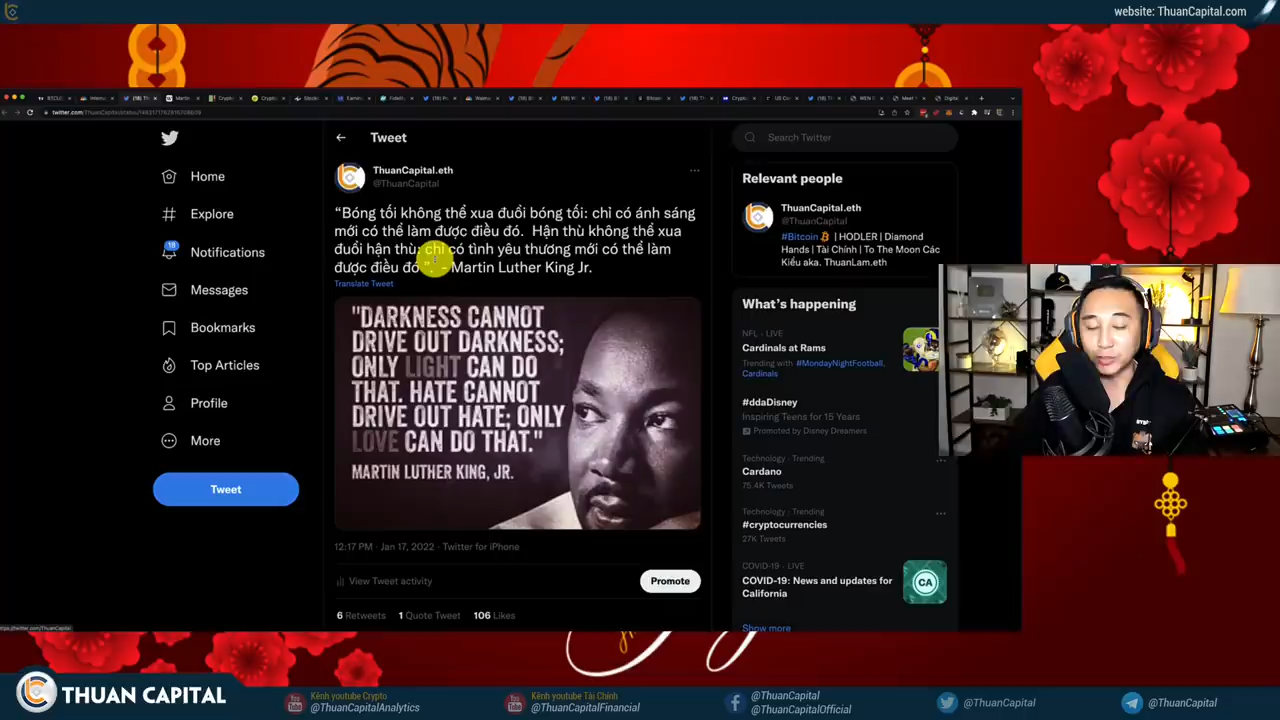 website: ThuanCapital.com
Tweet
Search Twitter
Home
Explore
18
Notifications
Messages
Bookmarks
Top Articles
Profile
More
Tweet
ThuanCapital.eth
@ThuanCapital
“Bóng tối không thể xua đuổi bóng tối: chỉ có ánh sáng
mới có thể làm được điều đó. Hận thù không thể xua
đuổi hận thù: chỉ có tình yêu thương mới có thể làm
được điều đó ”. - Martin Luther King Jr.
Translate Tweet
"DARKNESS CANNOT
DRIVE OUT DARKNESS;
ONLY LIGHT CAN DO
THAT. HATE CANNOT
DRIVE OUT HATE; ONLY
LOVE CAN DO THAT."
MARTIN LUTHER KING, JR.
12:17 PM · Jan 17, 2022 · Twitter for iPhone
View Tweet activity
Promote
6 Retweets 1 Quote Tweet 106 Likes
Relevant people
ThuanCapital.eth
@ThuanCapital
#Bitcoin | HODLER | Diamond
Hands | Tài Chính | To The Moon Các
Kiểu aka. ThuanLam.eth
What's happening
NFL · LIVE
Cardinals at Rams
Trending with #MondayNightFootball,
Cardinals
#ddaDisney
Inspiring Teens for 15 Years
Promoted by Disney Dreamers
Technology · Trending
Cardano
75.4K Tweets
Technology · Trending
#cryptocurrencies
27K Tweets
COVID-19 · LIVE
COVID-19: News and updates for
California
CA
Show more
THUAN CAPITAL
Kênh youtube Crypto
@ThuanCapitalAnalytics
Kênh youtube Tài Chính
@ThuanCapitalFinancial
@ThuanCapital
@ThuanCapitalOfficial
@ThuanCapital
@ThuanCapital